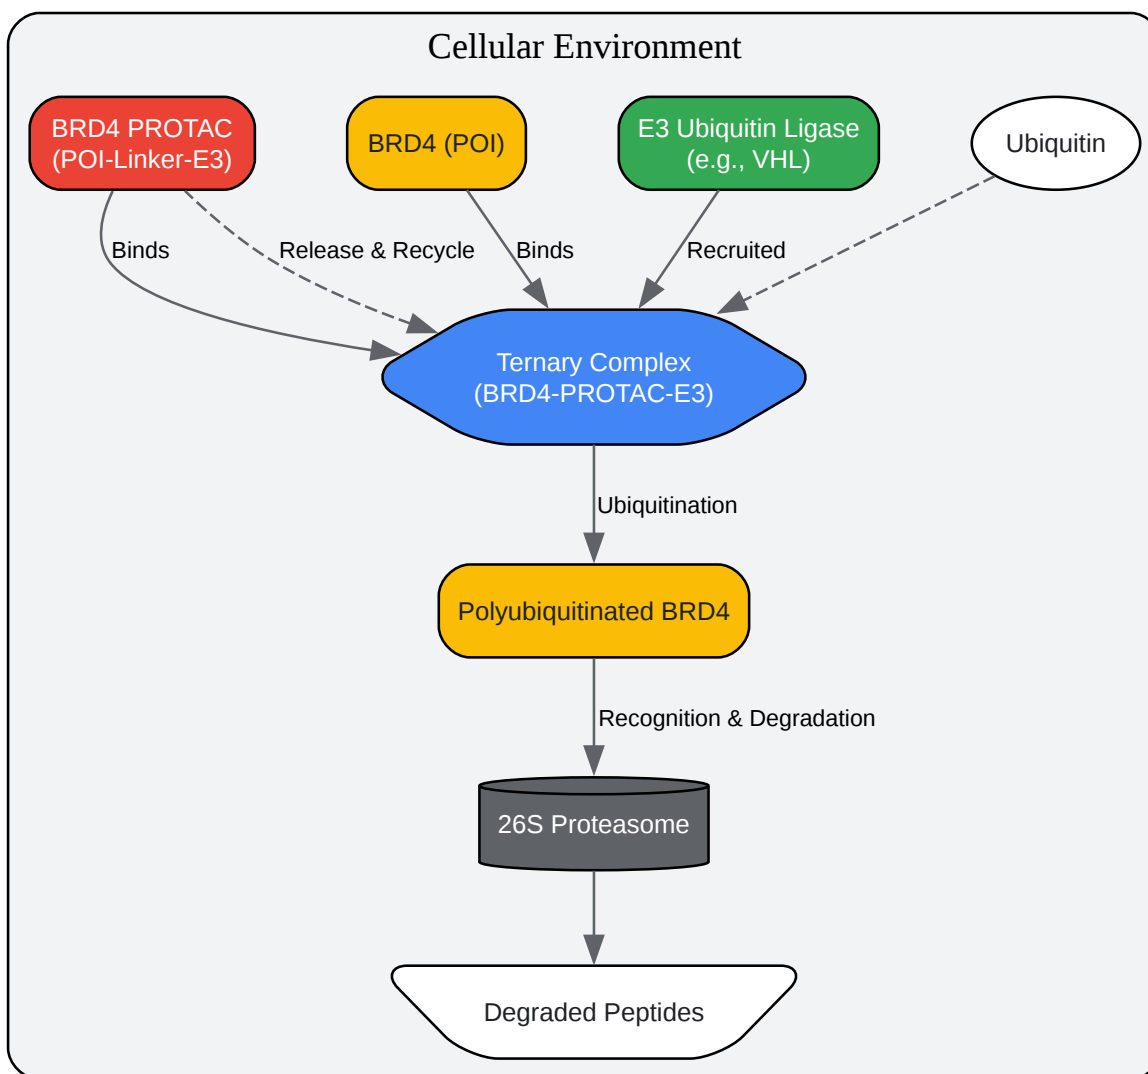 Cellular Environment
BRD4 PROTAC
(POI-Linker-E3)
BRD4 (POI)
E3 Ubiquitin Ligase
(e.g., VHL)
Ubiquitin
Binds
Release & Recycle
Binds
Recruited
Ternary Complex
(BRD4-PROTAC-E3)
Ubiquitination
Polyubiquitinated BRD4
Recognition & Degradation
26S Proteasome
Degraded Peptides